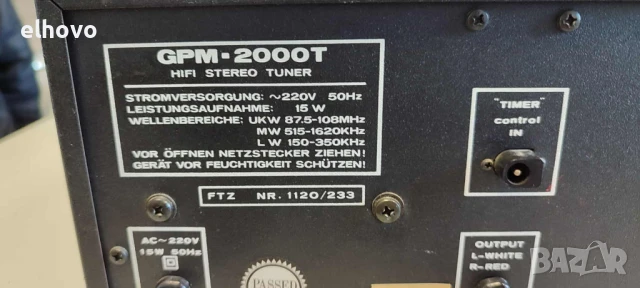 elhovo
GPM-2000T
HIFI STEREO TUNER
STROMVERSORGUNG: ~220V 50Hz
LEISTUNGSAUFNAHME: 15 W
WELLENBEREICHE: UKW 87.5-108MHz
MW 515-1620KHz
LW 150-350KHz
VOR ÖFFNEN NETZSTECKER ZIEHEN!
GERÄT VOR FEUCHTIGKEIT SCHÜTZEN!
FTZ NR. 1120/233
"TIMER"
control
IN
AC~220V
15W 50Hz
PASSED
OUTPUT
L-WHITE
R-RED
BAZAR